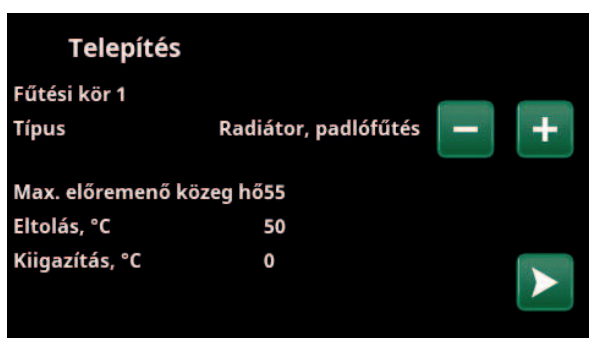 Telepítés
Fűtési kör 1
Típus Radiátor, padlófűtés
Max. előremenő közeg hő55
Eltolás, °C 50
Kiigazítás, °C 0